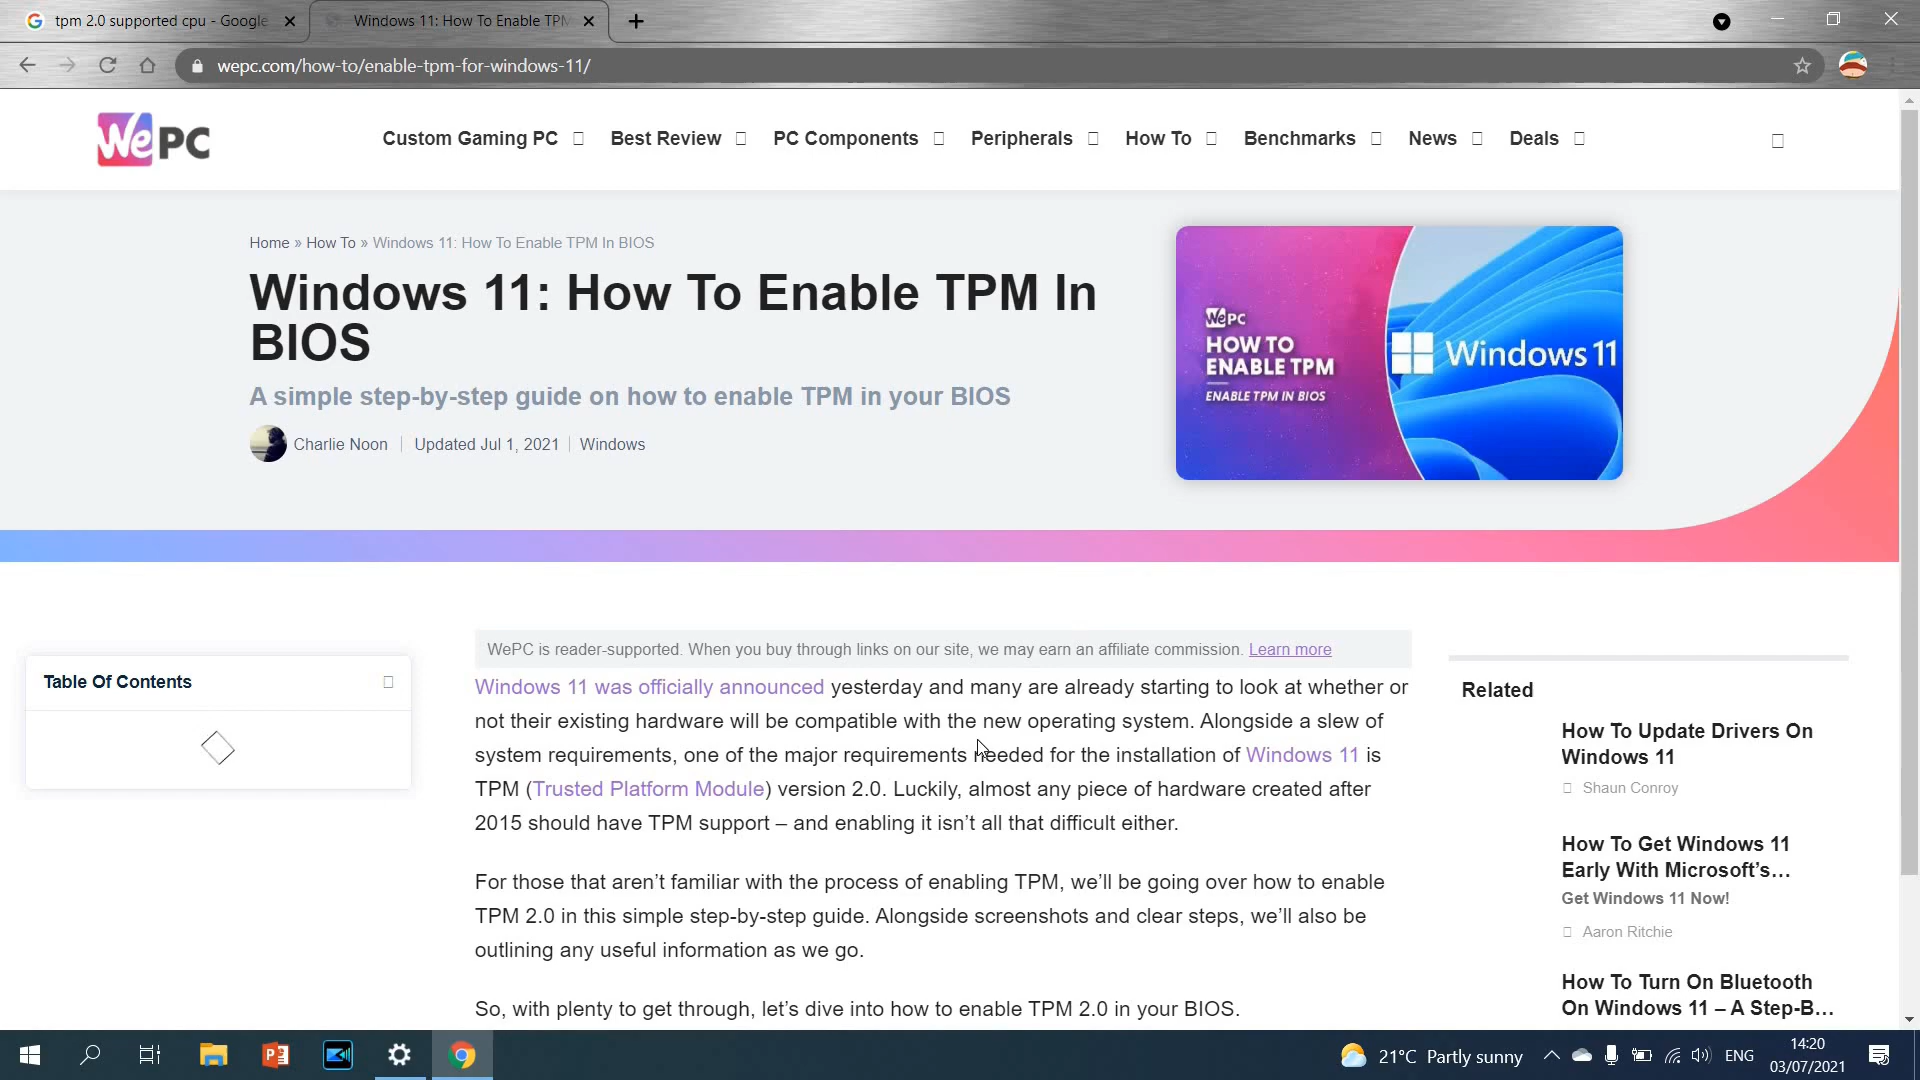 tpm 2.0 supported cpu - Google
Windows 11: How To Enable TPM
wepc.com/how-to/enable-tpm-for-windows-11/
WePC
Custom Gaming PC
Best Review
PC Components
Peripherals
How To
Benchmarks
News
Deals
Home » How To » Windows 11: How To Enable TPM In BIOS
Windows 11: How To Enable TPM In
BIOS
A simple step-by-step guide on how to enable TPM in your BIOS
Charlie Noon
Updated Jul 1, 2021
Windows
WePC
HOW TO
ENABLE TPM
ENABLE TPM IN BIOS
Windows 11
Table Of Contents
WePC is reader-supported. When you buy through links on our site, we may earn an affiliate commission. Learn more
Windows 11 was officially announced yesterday and many are already starting to look at whether or
not their existing hardware will be compatible with the new operating system. Alongside a slew of
system requirements, one of the major requirements needed for the installation of Windows 11 is
TPM (Trusted Platform Module) version 2.0. Luckily, almost any piece of hardware created after
2015 should have TPM support – and enabling it isn’t all that difficult either.
For those that aren’t familiar with the process of enabling TPM, we’ll be going over how to enable
TPM 2.0 in this simple step-by-step guide. Alongside screenshots and clear steps, we’ll also be
outlining any useful information as we go.
So, with plenty to get through, let’s dive into how to enable TPM 2.0 in your BIOS.
Related
How To Update Drivers On
Windows 11
Shaun Conroy
How To Get Windows 11
Early With Microsoft’s…
Get Windows 11 Now!
Aaron Ritchie
How To Turn On Bluetooth
On Windows 11 – A Step-B…
21°C Partly sunny
ENG
14:20
03/07/2021